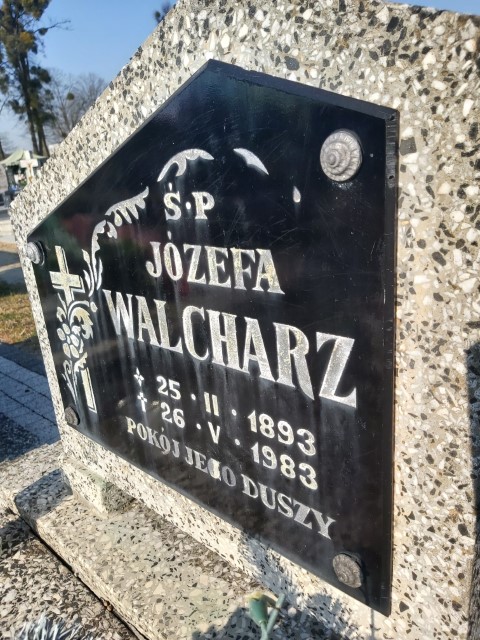 Ś·P
JÓZEFA
WALCHARZ
25·II·1893
26·V·1983
POKÓJ JEGO DUSZY